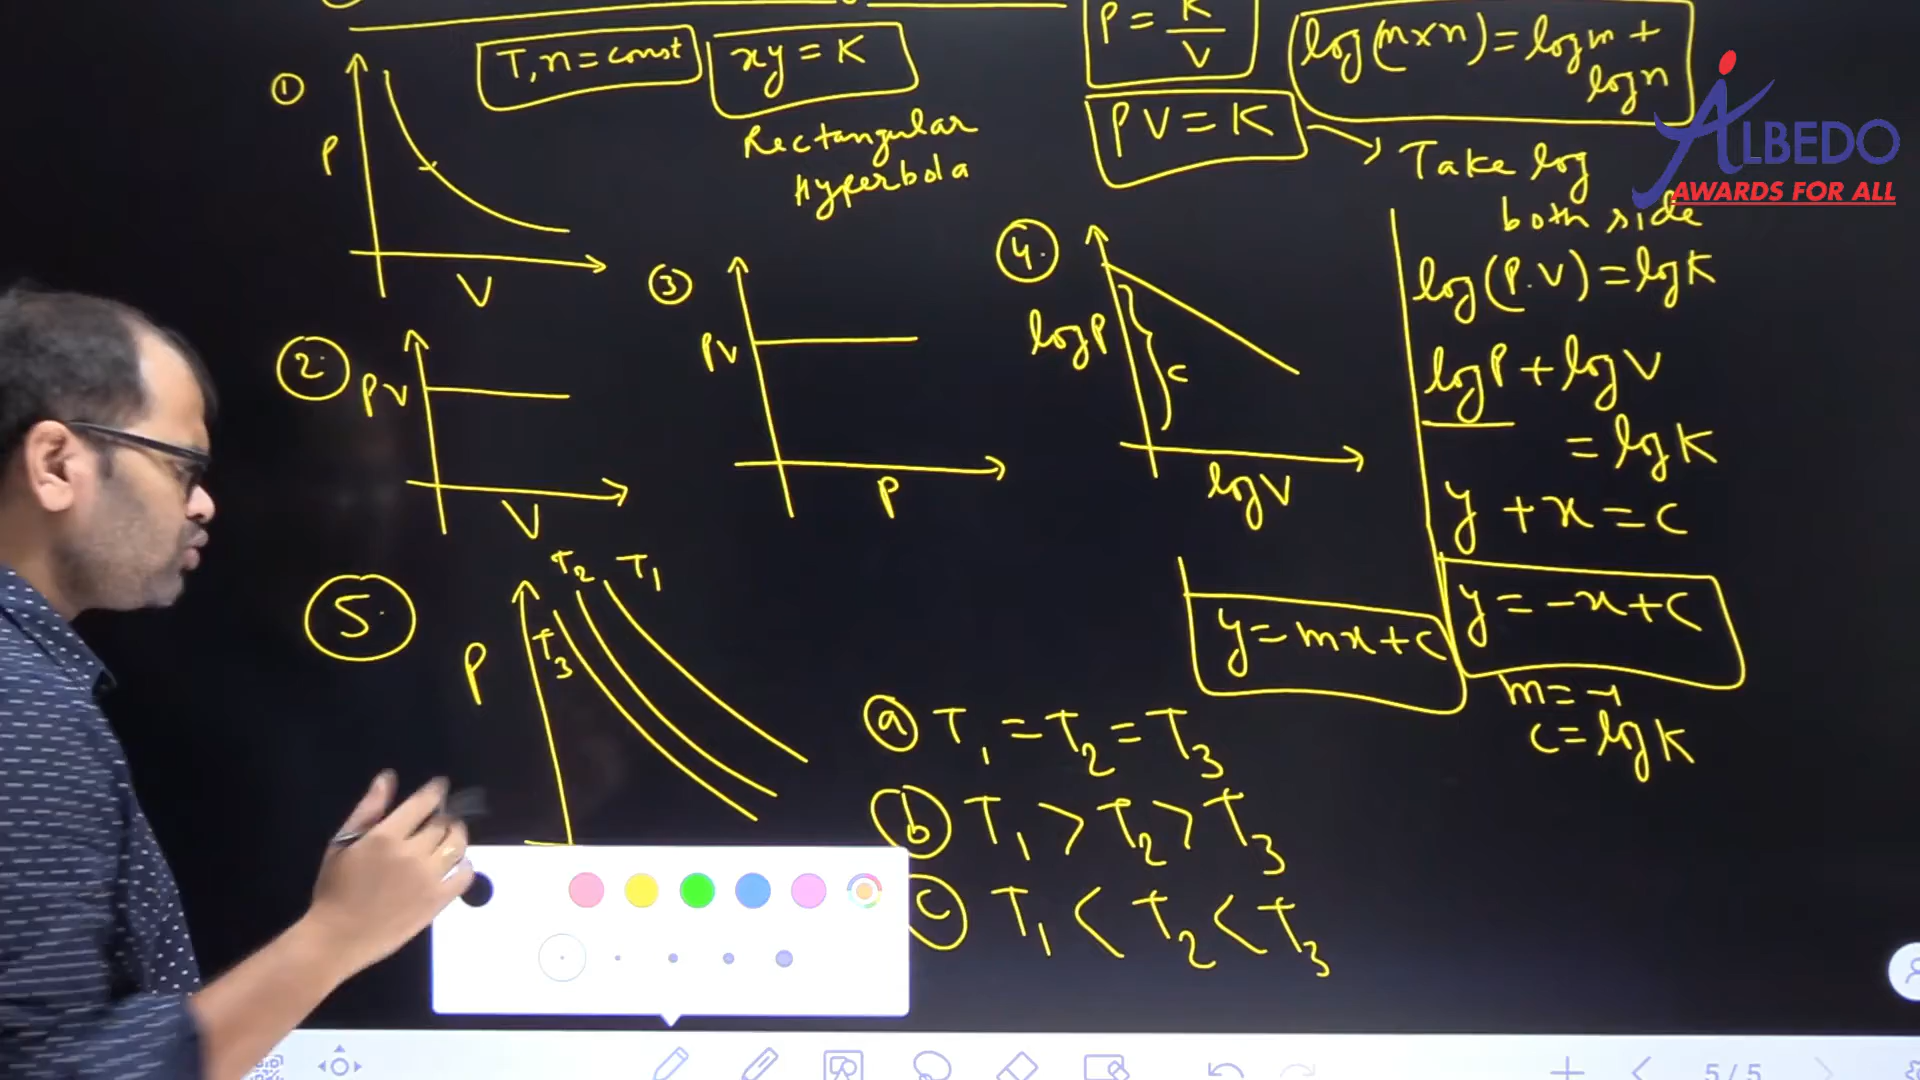 P = K
V
log(m×n) = log m +
log n
T, n = const
xy = K
①
P
V
Rectangular
Hyperbola
PV = K
Take log
both side
ALBEDO
AWARDS FOR ALL
②
PV
V
③
PV
P
④
log P
C
log V
log(P.V) = log K
log P + log V
= log K
y + x = c
y = -x + c
y = mx + c
m = -1
c = log K
5.
P
T₃
T₂
T₁
ⓐ T₁ = T₂ = T₃
ⓑ T₁ > T₂ > T₃
ⓒ T₁ < T₂ < T₃
5/5